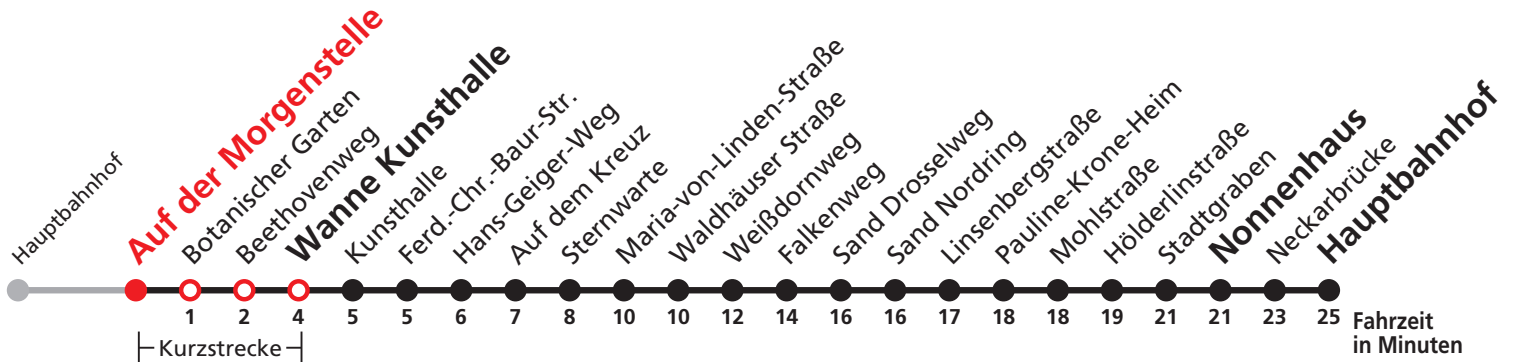 Hauptbahnhof
Auf der Morgenstelle
Botanischer Garten
Beethovenweg
Wanne Kunsthalle
Kunsthalle
Ferd.-Chr.-Baur-Str.
Hans-Geiger-Weg
Auf dem Kreuz
Sternwarte
Maria-von-Linden-Straße
Waldhäuser Straße
Weißdornweg
Falkenweg
Sand Drosselweg
Sand Nordring
Linsenbergstraße
Pauline-Krone-Heim
Mohlstraße
Hölderlinstraße
Stadtgraben
Nonnenhaus
Neckarbrücke
Hauptbahnhof
1 2 4 5 5 6 7 8 10 10 12 14 16 16 17 18 18 19 21 21 23 25 Fahrzeit
in Minuten
Kurzstrecke